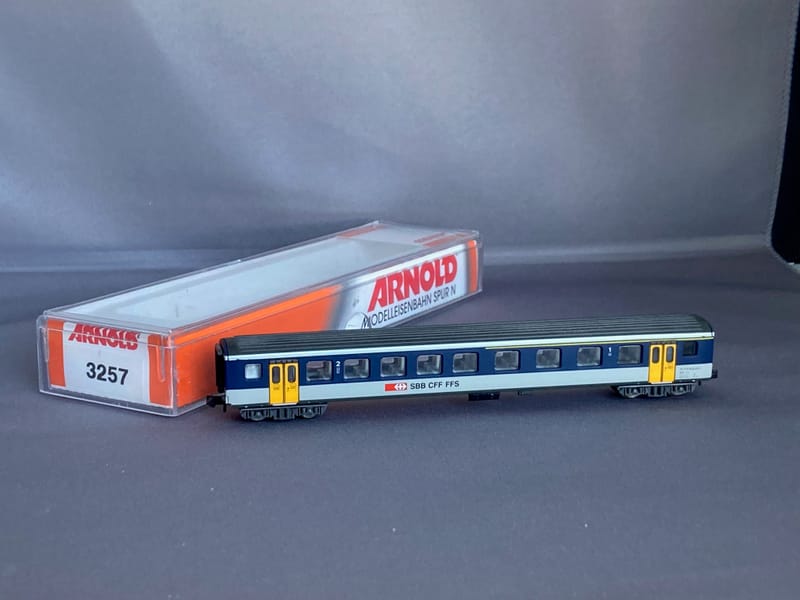 ARNOLD
MODELLEISENBAHN SPUR N
ARNOLD
3257
2
1
SBB CFF FFS